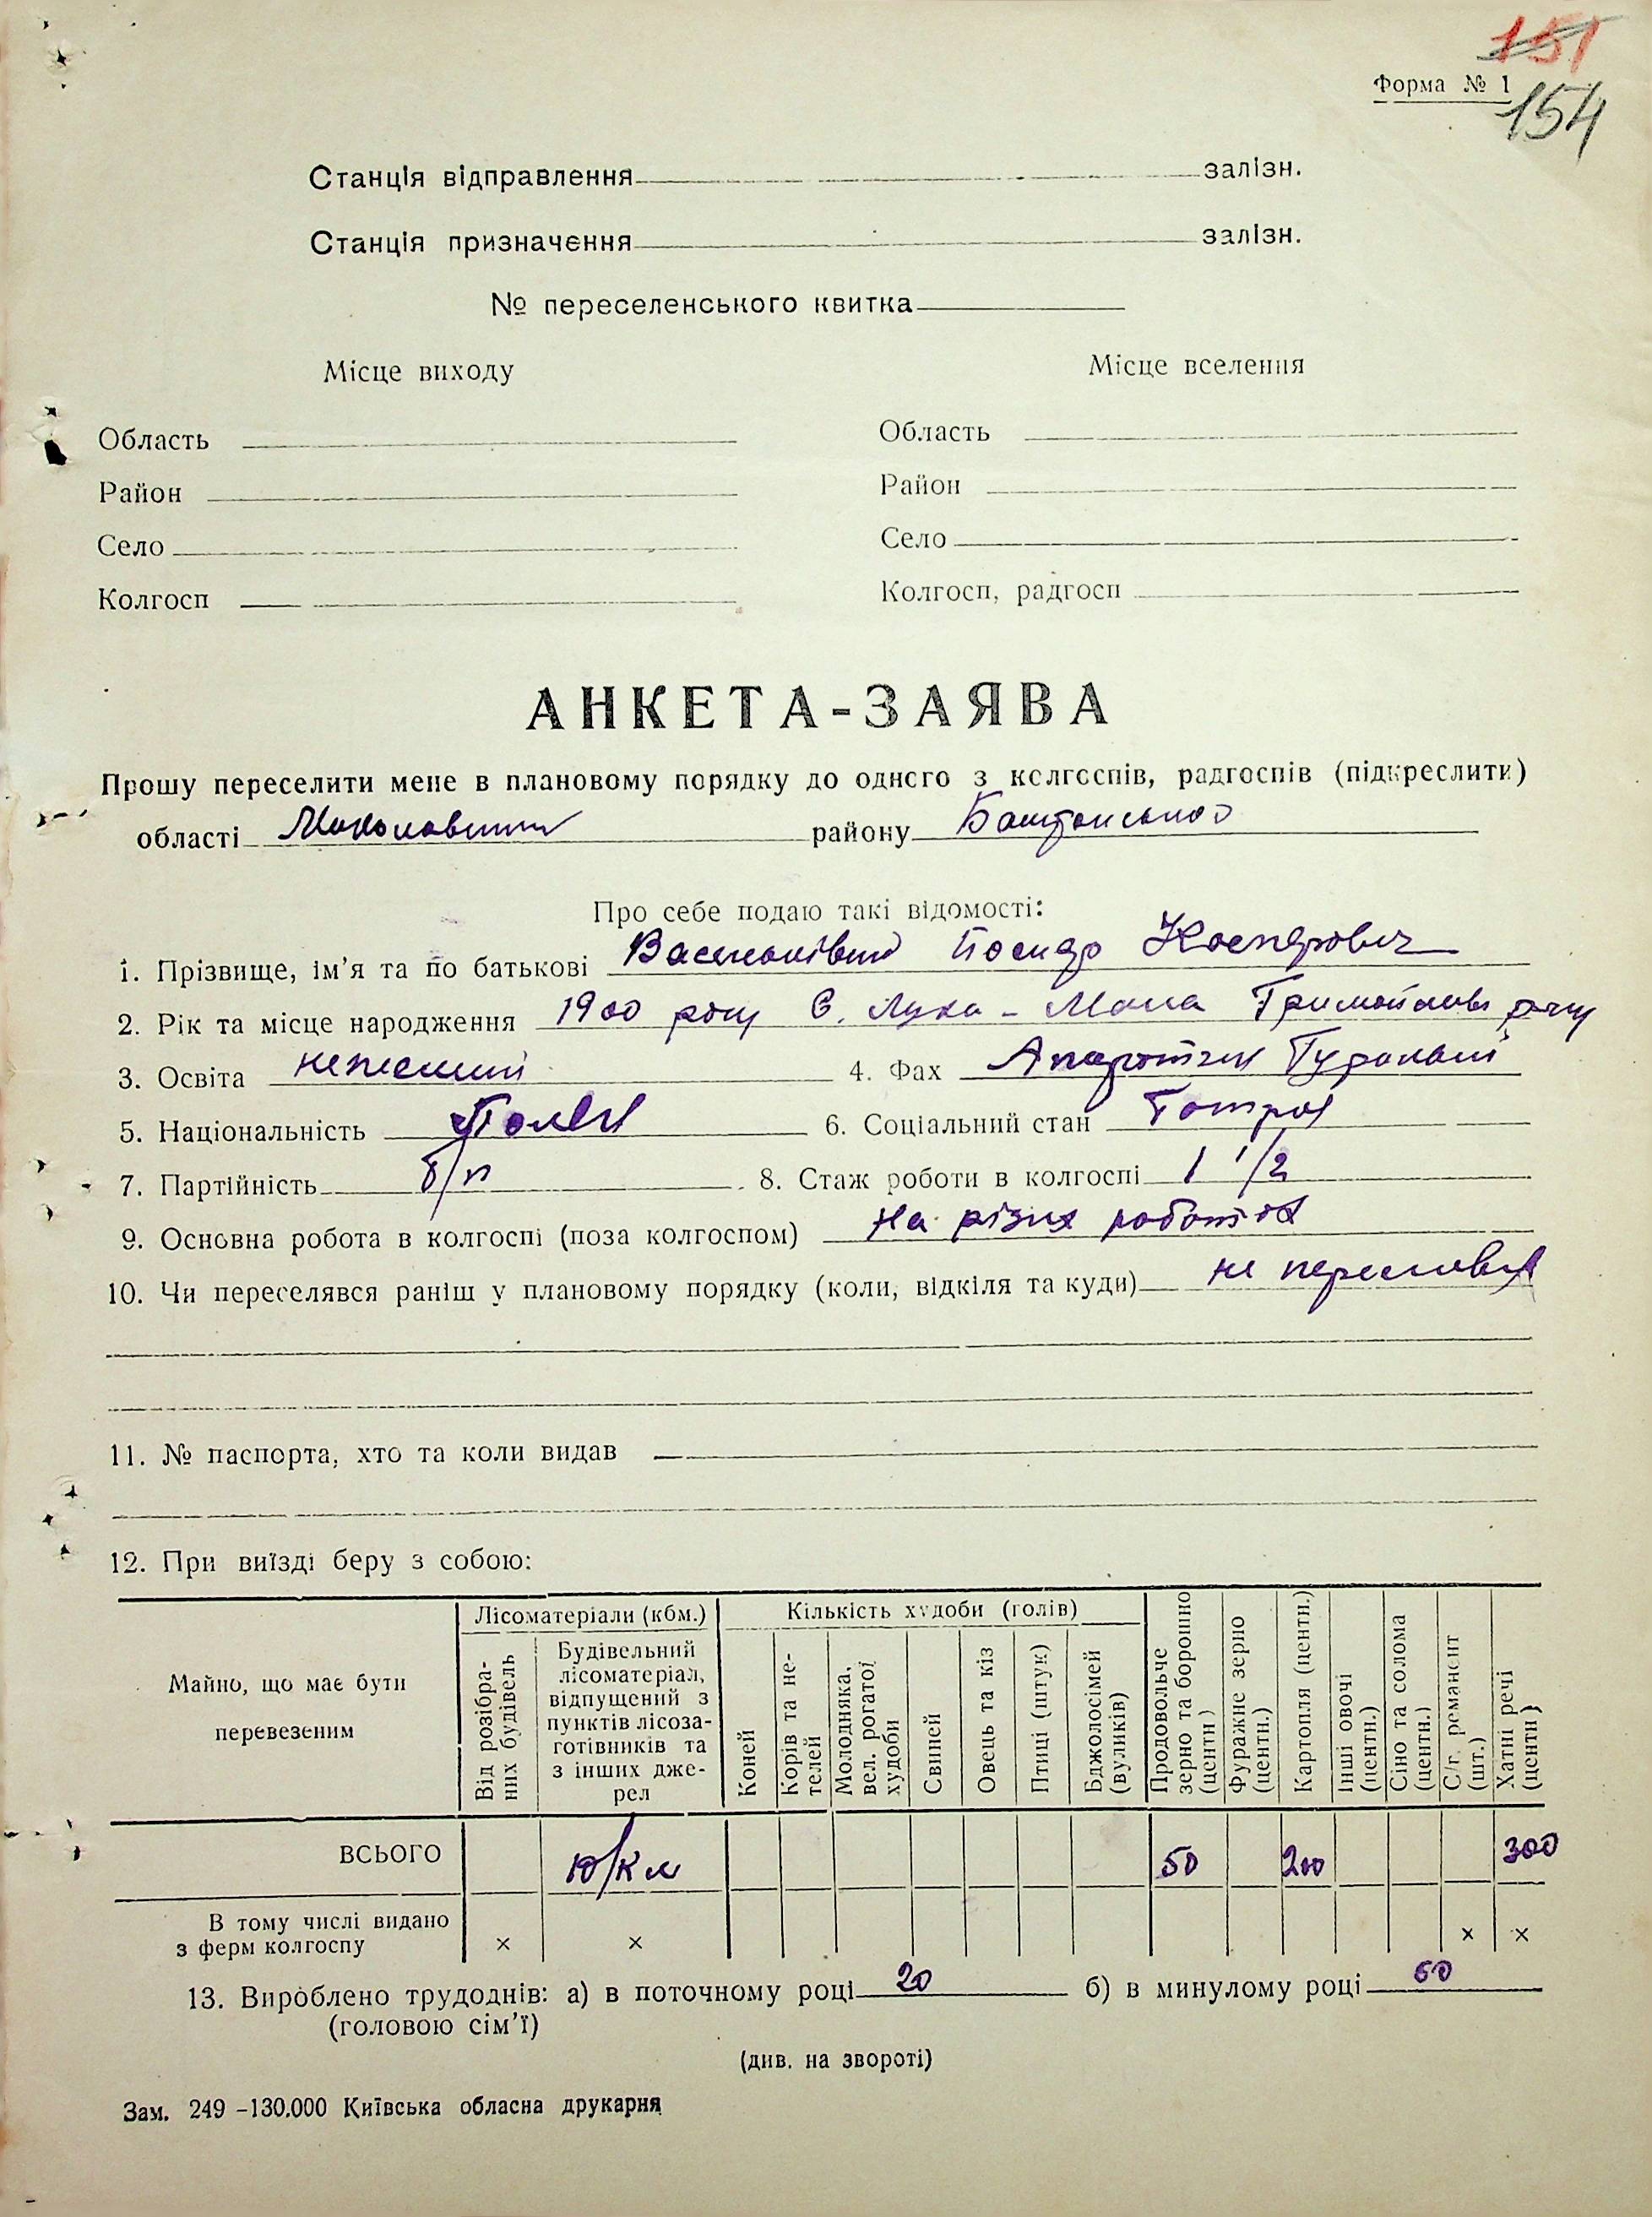 151
Форма № 1
154
Станція відправлення залізн.
Станція призначення залізн.
№ переселенського квитка
Місце виходу Місце вселення
Область Область
Район Район
Село Село
Колгосп Колгосп, радгосп
АНКЕТА-ЗАЯВА
Прошу переселити мене в плановому порядку до одного з колгоспів, радгоспів (підкреслити)
області району Баштанського
Про себе подаю такі відомості:
1. Прізвище, ім'я та по батькові
2. Рік та місце народження 1900 року С. Лука - Мала
3. Освіта 4. Фах
5. Національність Поляк 6. Соціальний стан
7. Партійність б/п 8. Стаж роботи в колгоспі 1 1/2
9. Основна робота в колгоспі (поза колгоспом) На різних роботах
10. Чи переселявся раніш у плановому порядку (коли, відкіля та куди) не
11. № паспорта, хто та коли видав
12. При виїзді беру з собою:
Майно, що має бути перевезеним
Лісоматеріали (кбм.)
Від розібраних будівель
Будівельний лісоматеріал, відпущений з пунктів лісозаготівників та з інших джерел
Кількість худоби (голів)
Коней
Корів та нетелей
Молодняка, вел. рогатої худоби
Свиней
Овець та кіз
Птиці (штук)
Бджолосімей (вуликів)
Продовольче зерно та борошно (центн)
Фуражне зерно (центн.)
Картопля (центн.)
Інші овочі (центн.)
Сіно та солома (центн.)
С/г. реманент (шт.)
Хатні речі (центн)
ВСЬОГО 50 200 300
В тому числі видано з ферм колгоспу × × × ×
13. Вироблено трудоднів: а) в поточному році 20 б) в минулому році 60
(головою сім'ї)
(див. на звороті)
Зам. 249 -130.000 Київська обласна друкарня